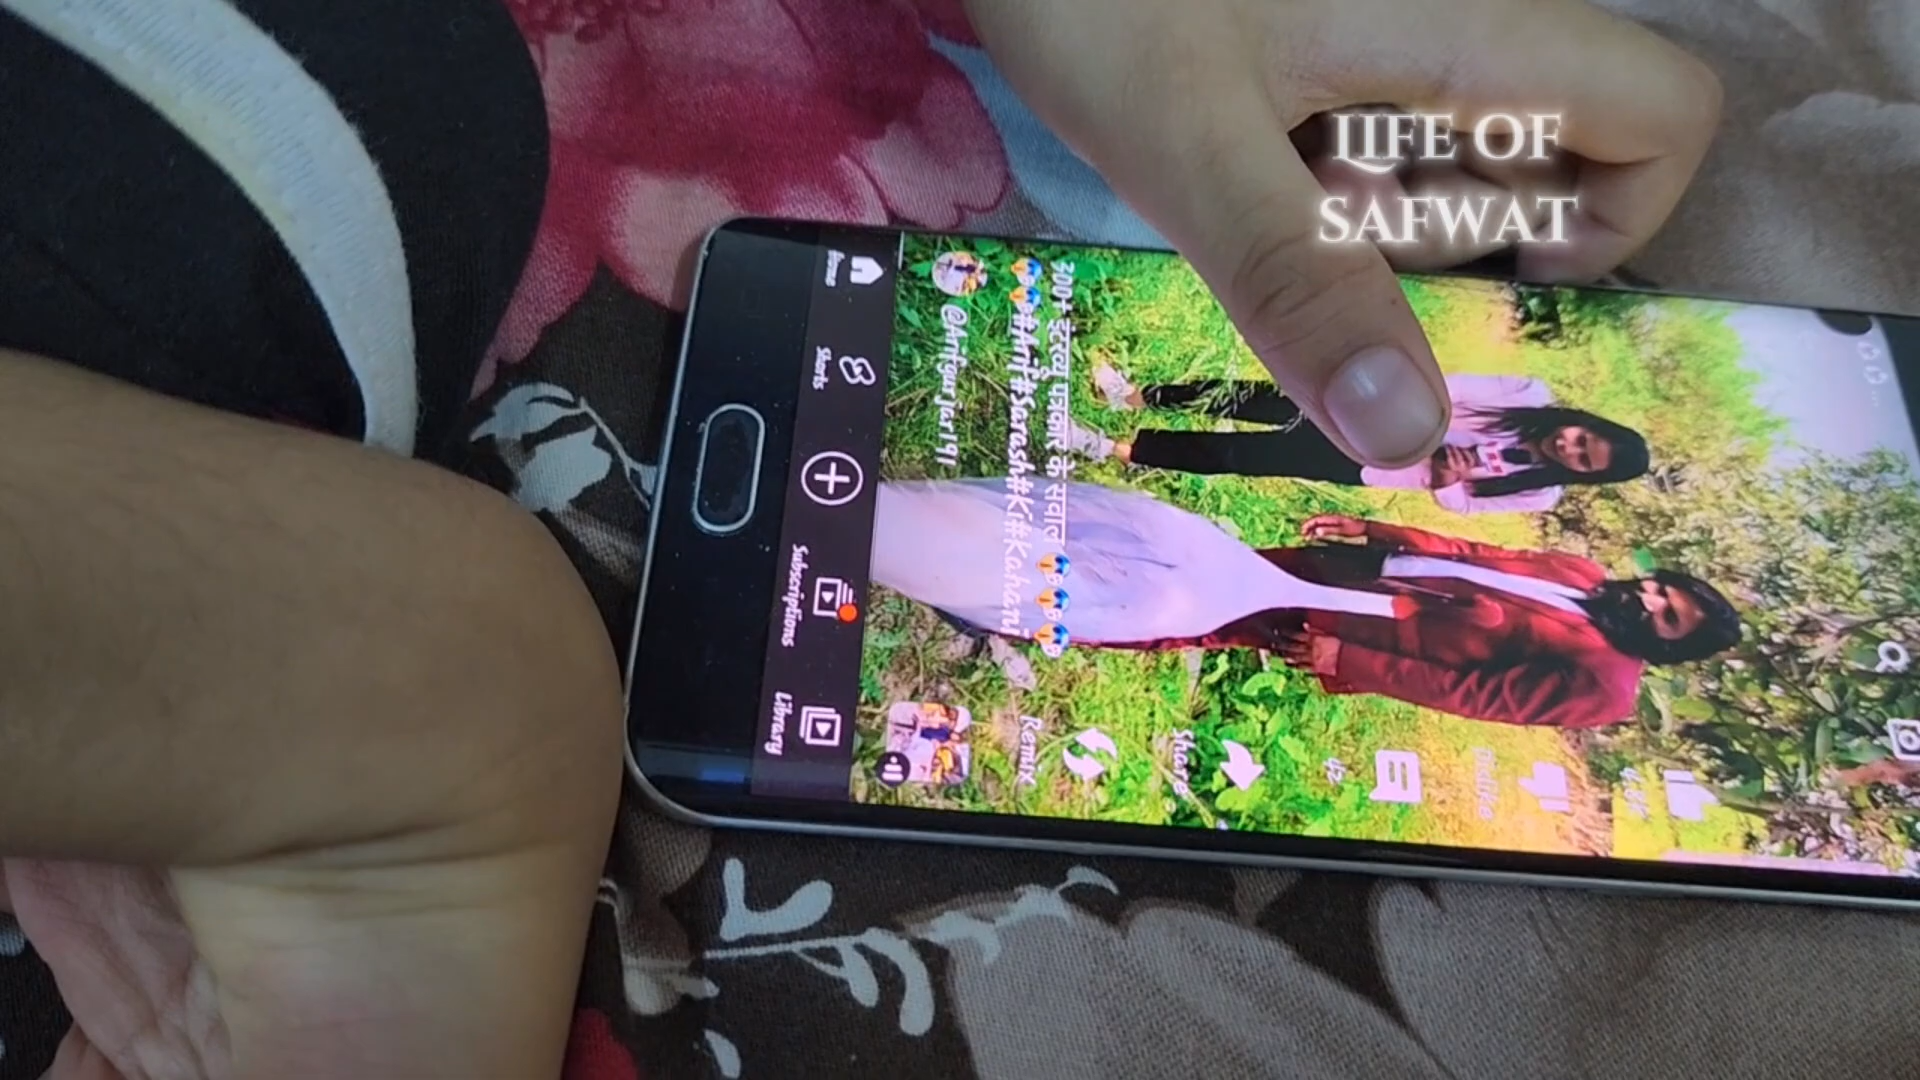 LIFE OF
SAFWAT
300+ इंटरव्यू पत्रकार के सवाल
#Arif#Sarash#Ki#Kahani
@Arifgurjar191
Home
Shorts
Subscriptions
Library
Dislike
42
Share
Remix